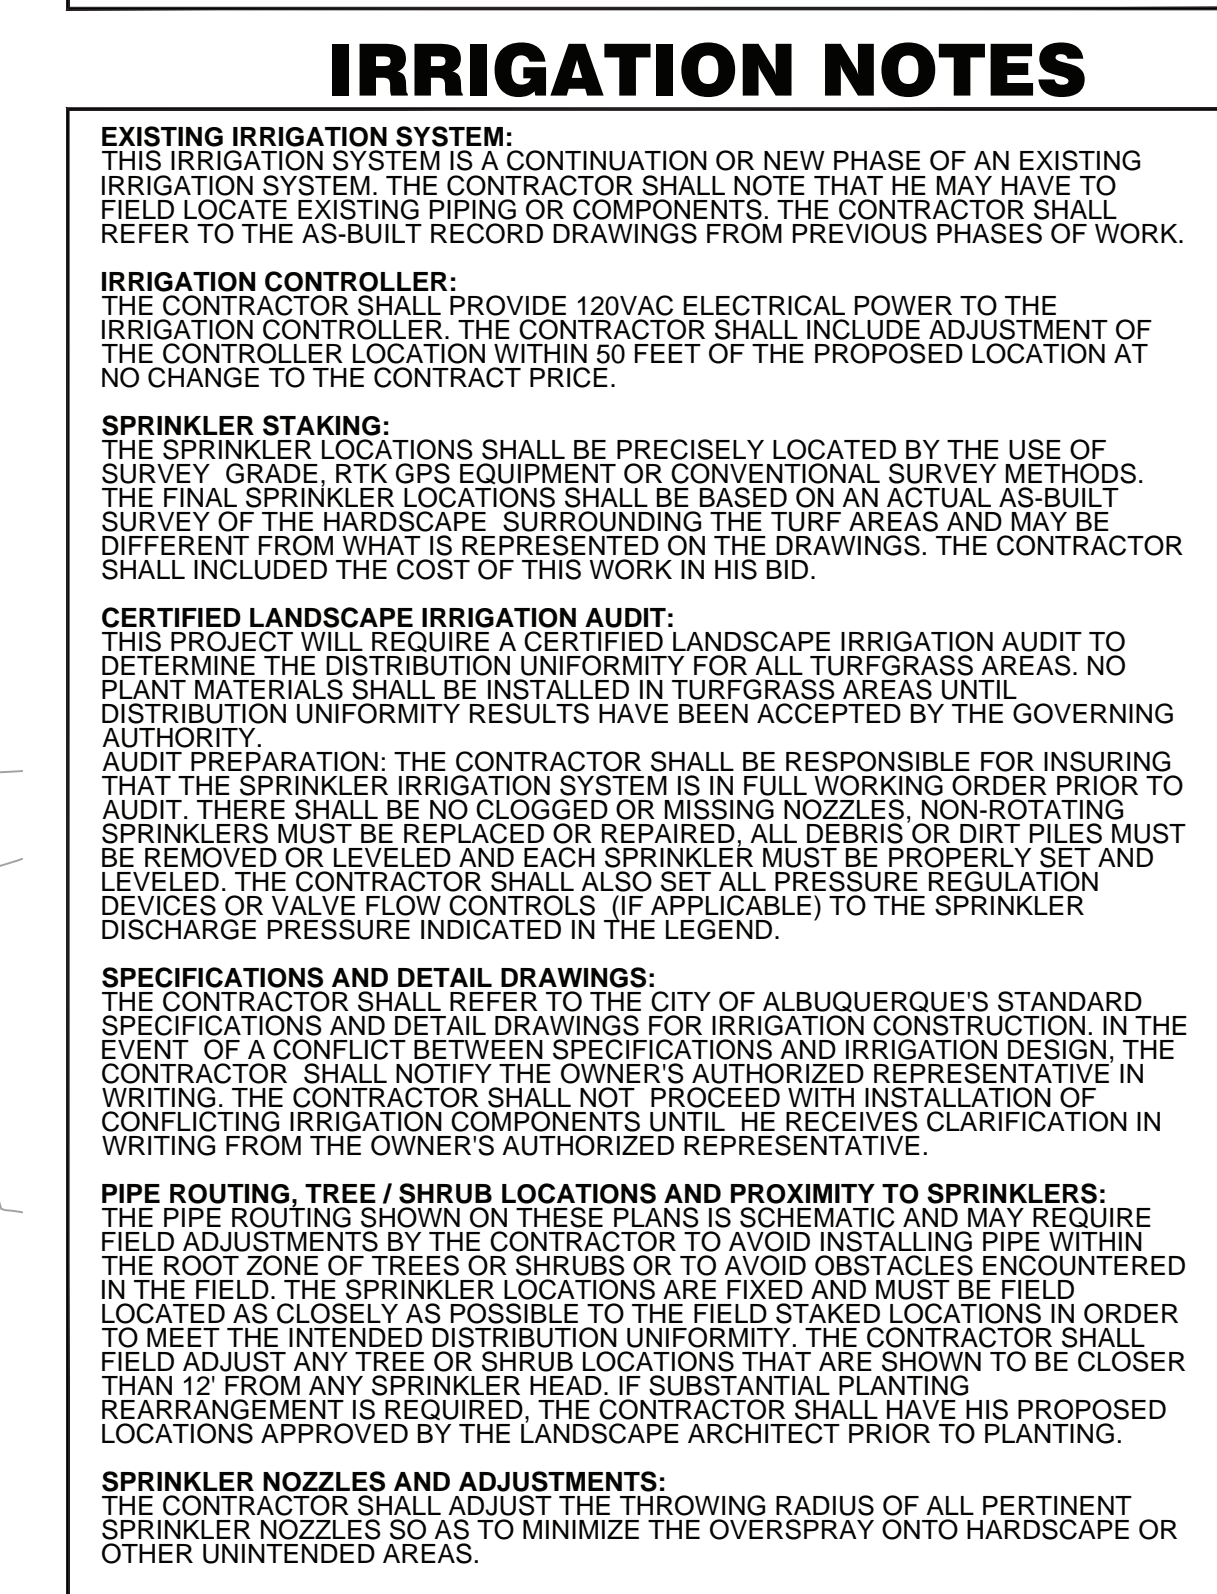 IRRIGATION NOTES
EXISTING IRRIGATION SYSTEM:
THIS IRRIGATION SYSTEM IS A CONTINUATION OR NEW PHASE OF AN EXISTING
IRRIGATION SYSTEM. THE CONTRACTOR SHALL NOTE THAT HE MAY HAVE TO
FIELD LOCATE EXISTING PIPING OR COMPONENTS. THE CONTRACTOR SHALL
REFER TO THE AS-BUILT RECORD DRAWINGS FROM PREVIOUS PHASES OF WORK.
IRRIGATION CONTROLLER:
THE CONTRACTOR SHALL PROVIDE 120VAC ELECTRICAL POWER TO THE
IRRIGATION CONTROLLER. THE CONTRACTOR SHALL INCLUDE ADJUSTMENT OF
THE CONTROLLER LOCATION WITHIN 50 FEET OF THE PROPOSED LOCATION AT
NO CHANGE TO THE CONTRACT PRICE.
SPRINKLER STAKING:
THE SPRINKLER LOCATIONS SHALL BE PRECISELY LOCATED BY THE USE OF
SURVEY  GRADE, RTK GPS EQUIPMENT OR CONVENTIONAL SURVEY METHODS.
THE FINAL SPRINKLER LOCATIONS SHALL BE BASED ON AN ACTUAL AS-BUILT
SURVEY OF THE HARDSCAPE  SURROUNDING THE TURF AREAS AND MAY BE
DIFFERENT FROM WHAT IS REPRESENTED ON THE DRAWINGS. THE CONTRACTOR
SHALL INCLUDED THE COST OF THIS WORK IN HIS BID.
CERTIFIED LANDSCAPE IRRIGATION AUDIT:
THIS PROJECT WILL REQUIRE A CERTIFIED LANDSCAPE IRRIGATION AUDIT TO
DETERMINE THE DISTRIBUTION UNIFORMITY FOR ALL TURFGRASS AREAS. NO
PLANT MATERIALS SHALL BE INSTALLED IN TURFGRASS AREAS UNTIL
DISTRIBUTION UNIFORMITY RESULTS HAVE BEEN ACCEPTED BY THE GOVERNING
AUTHORITY.
AUDIT PREPARATION: THE CONTRACTOR SHALL BE RESPONSIBLE FOR INSURING
THAT THE SPRINKLER IRRIGATION SYSTEM IS IN FULL WORKING ORDER PRIOR TO
AUDIT. THERE SHALL BE NO CLOGGED OR MISSING NOZZLES, NON-ROTATING
SPRINKLERS MUST BE REPLACED OR REPAIRED, ALL DEBRIS OR DIRT PILES MUST
BE REMOVED OR LEVELED AND EACH SPRINKLER MUST BE PROPERLY SET AND
LEVELED. THE CONTRACTOR SHALL ALSO SET ALL PRESSURE REGULATION
DEVICES OR VALVE FLOW CONTROLS  (IF APPLICABLE) TO THE SPRINKLER
DISCHARGE PRESSURE INDICATED IN THE LEGEND.
SPECIFICATIONS AND DETAIL DRAWINGS:
THE CONTRACTOR SHALL REFER TO THE CITY OF ALBUQUERQUE'S STANDARD
SPECIFICATIONS AND DETAIL DRAWINGS FOR IRRIGATION CONSTRUCTION. IN THE
EVENT  OF A CONFLICT BETWEEN SPECIFICATIONS AND IRRIGATION DESIGN, THE
CONTRACTOR  SHALL NOTIFY THE OWNER'S AUTHORIZED REPRESENTATIVE IN
WRITING. THE CONTRACTOR SHALL NOT  PROCEED WITH INSTALLATION OF
CONFLICTING IRRIGATION COMPONENTS UNTIL  HE RECEIVES CLARIFICATION IN
WRITING FROM THE OWNER'S AUTHORIZED REPRESENTATIVE.
PIPE ROUTING, TREE / SHRUB LOCATIONS AND PROXIMITY TO SPRINKLERS:
THE PIPE ROUTING SHOWN ON THESE PLANS IS SCHEMATIC AND MAY REQUIRE
FIELD ADJUSTMENTS BY THE CONTRACTOR TO AVOID INSTALLING PIPE WITHIN
THE ROOT ZONE OF TREES OR SHRUBS OR TO AVOID OBSTACLES ENCOUNTERED
IN THE FIELD. THE SPRINKLER LOCATIONS ARE FIXED AND MUST BE FIELD
LOCATED AS CLOSELY AS POSSIBLE TO THE FIELD STAKED LOCATIONS IN ORDER
TO MEET THE INTENDED DISTRIBUTION UNIFORMITY. THE CONTRACTOR SHALL
FIELD ADJUST ANY TREE OR SHRUB LOCATIONS THAT ARE SHOWN TO BE CLOSER
THAN 12' FROM ANY SPRINKLER HEAD. IF SUBSTANTIAL PLANTING
REARRANGEMENT IS REQUIRED, THE CONTRACTOR SHALL HAVE HIS PROPOSED
LOCATIONS APPROVED BY THE LANDSCAPE ARCHITECT PRIOR TO PLANTING.
SPRINKLER NOZZLES AND ADJUSTMENTS:
THE CONTRACTOR SHALL ADJUST THE THROWING RADIUS OF ALL PERTINENT
SPRINKLER NOZZLES SO AS TO MINIMIZE THE OVERSPRAY ONTO HARDSCAPE OR
OTHER UNINTENDED AREAS.